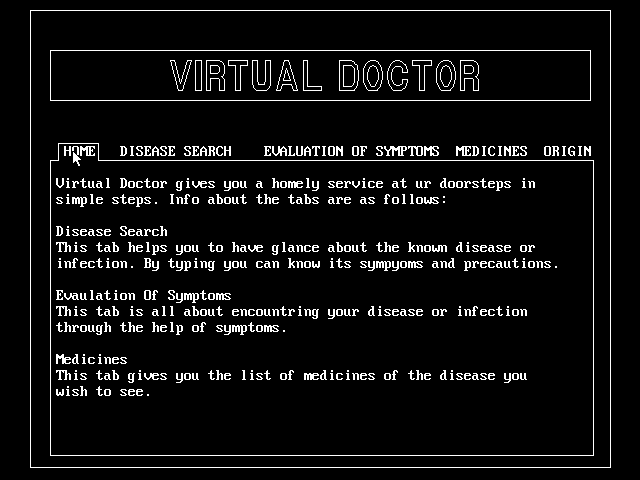 VIRTUAL DOCTOR
HOME DISEASE SEARCH EVALUATION OF SYMPTOMS MEDICINES ORIGIN
Virtual Doctor gives you a homely service at ur doorsteps in
simple steps. Info about the tabs are as follows:
Disease Search
This tab helps you to have glance about the known disease or
infection. By typing you can know its sympyoms and precautions.
Evaulation Of Symptoms
This tab is all about encountring your disease or infection
through the help of symptoms.
Medicines
This tab gives you the list of medicines of the disease you
wish to see.